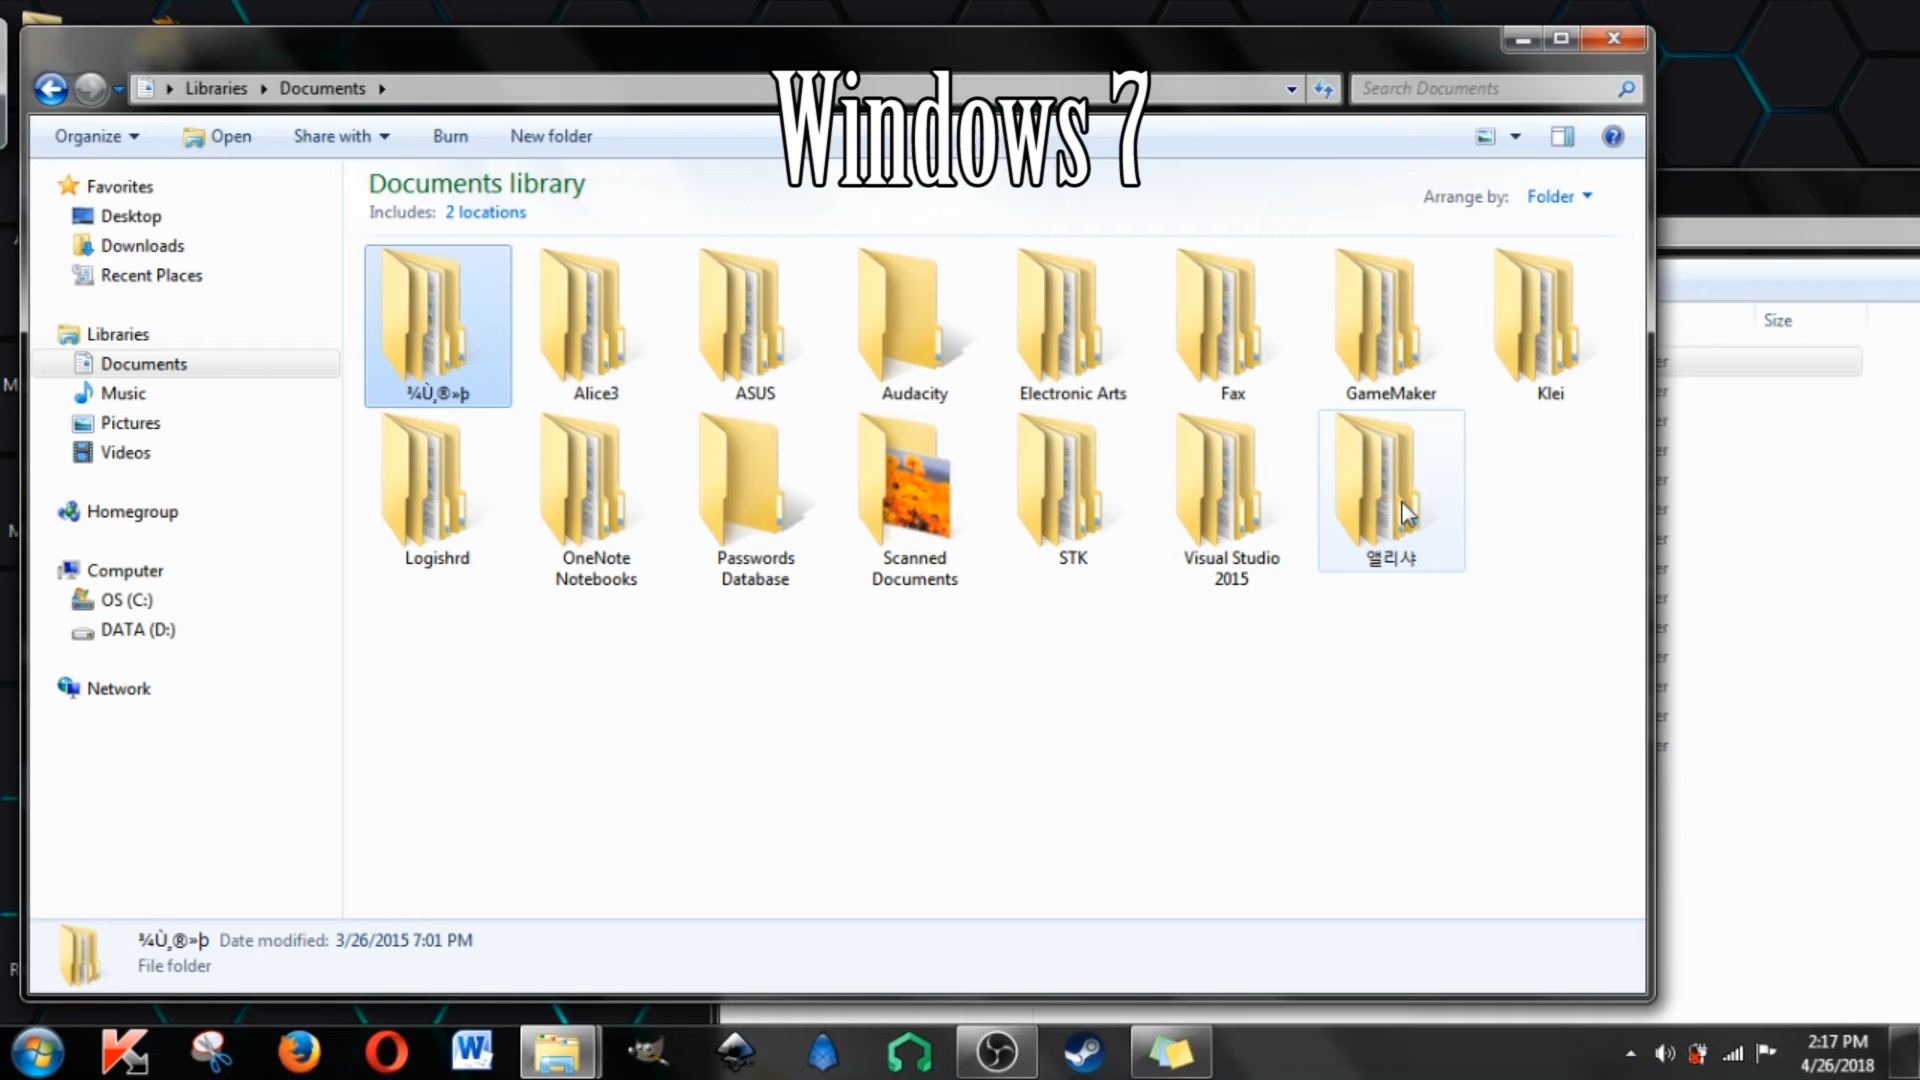 Windows 7
Libraries
Documents
Search Documents
Organize
Open
Share with
Burn
New folder
Favorites
Desktop
Downloads
Recent Places
Libraries
Documents
Music
Pictures
Videos
Homegroup
Computer
OS (C:)
DATA (D:)
Network
Documents library
Includes: 2 locations
Arrange by: Folder
¾Ù¸®»þ
Alice3
ASUS
Audacity
Electronic Arts
Fax
GameMaker
Klei
Logishrd
OneNote
Notebooks
Passwords
Database
Scanned
Documents
STK
Visual Studio
2015
앨리샤
Size
¾Ù¸®»þ Date modified: 3/26/2015 7:01 PM
File folder
2:17 PM
4/26/2018